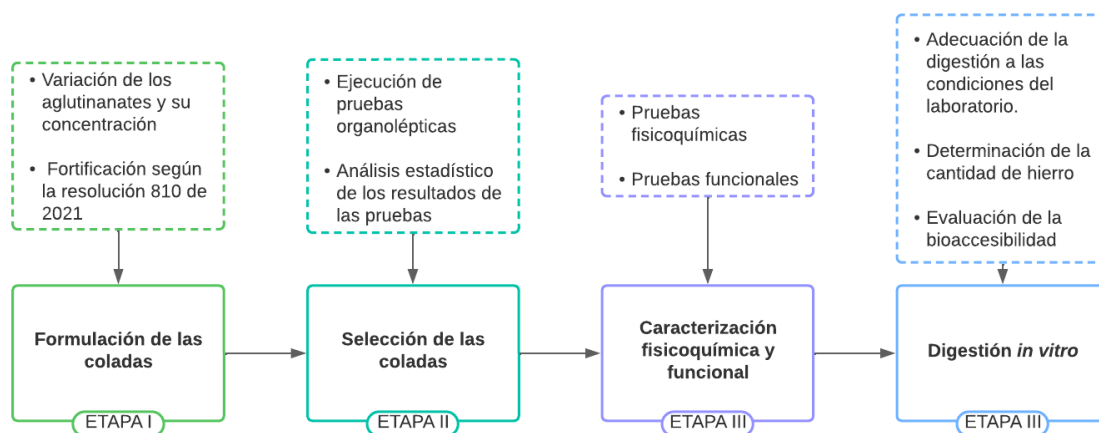 • Variación de los
aglutinanates y su
concentración
• Fortificación según
la resolución 810 de
2021
Formulación de las
coladas
ETAPA I
• Ejecución de
pruebas
organolépticas
• Análisis estadístico
de los resultados de
las pruebas
Selección de las
coladas
ETAPA II
• Pruebas
fisicoquímicas
• Pruebas funcionales
Caracterización
fisicoquímica y
funcional
ETAPA III
• Adecuación de la
digestión a las
condiciones del
laboratorio.
• Determinación de la
cantidad de hierro
• Evaluación de la
bioaccesibilidad
Digestión in vitro
ETAPA III